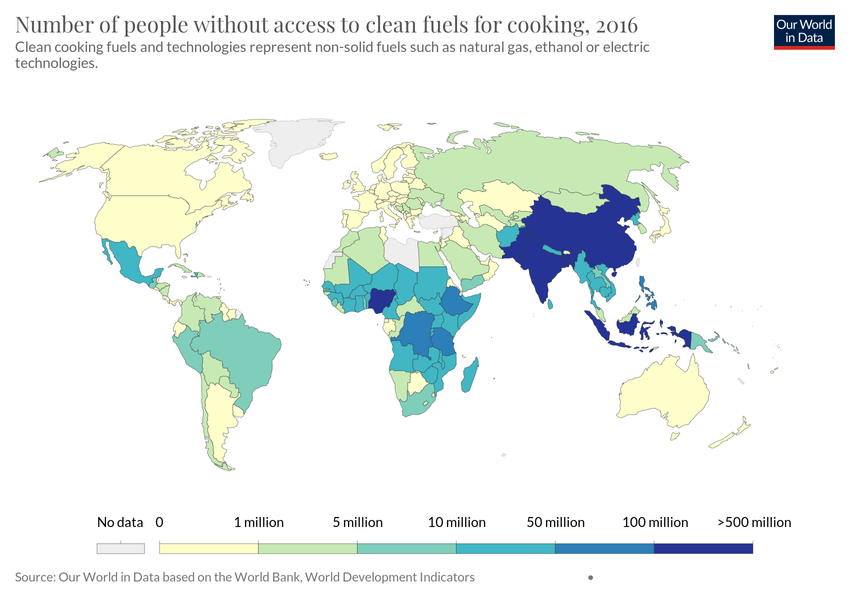 Number of people without access to clean fuels for cooking, 2016
Our World
in Data
Clean cooking fuels and technologies represent non-solid fuels such as natural gas, ethanol or electric
technologies.
No data 0 1 million 5 million 10 million 50 million 100 million >500 million
Source: Our World in Data based on the World Bank, World Development Indicators